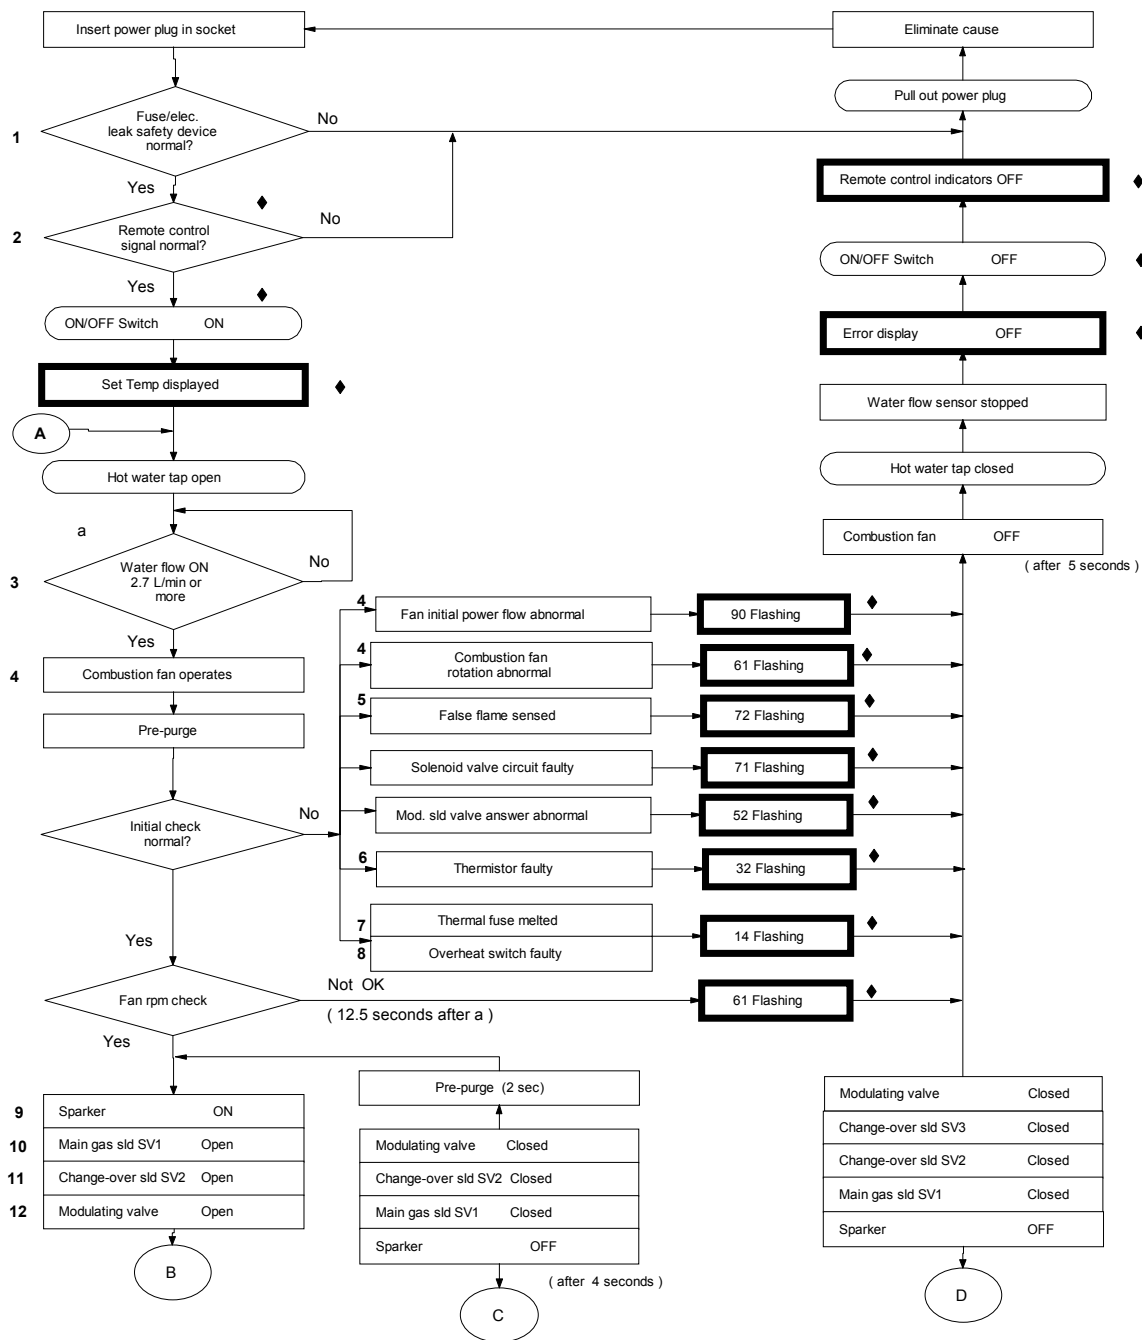 Insert power plug in socket
Eliminate cause
Pull out power plug
1
Fuse/elec.
leak safety device
normal?
No
Yes
Remote control indicators OFF
2
Remote control
signal normal?
No
Yes
ON/OFF Switch OFF
ON/OFF Switch ON
Error display OFF
Set Temp displayed
Water flow sensor stopped
A
Hot water tap open
Hot water tap closed
a
Combustion fan OFF
( after 5 seconds )
3
Water flow ON
2.7 L/min or
more
No
Yes
4
Combustion fan operates
Pre-purge
Initial check
normal?
No
Yes
4
Fan initial power flow abnormal
90 Flashing
4
Combustion fan
rotation abnormal
61 Flashing
5
False flame sensed
72 Flashing
Solenoid valve circuit faulty
71 Flashing
Mod. sld valve answer abnormal
52 Flashing
6
Thermistor faulty
32 Flashing
7
Thermal fuse melted
8
Overheat switch faulty
14 Flashing
Fan rpm check
Not OK
( 12.5 seconds after a )
61 Flashing
Yes
9 Sparker ON
10 Main gas sld SV1 Open
11 Change-over sld SV2 Open
12 Modulating valve Open
B
Pre-purge (2 sec)
Modulating valve Closed
Change-over sld SV2 Closed
Main gas sld SV1 Closed
Sparker OFF
( after 4 seconds )
C
Modulating valve Closed
Change-over sld SV3 Closed
Change-over sld SV2 Closed
Main gas sld SV1 Closed
Sparker OFF
D